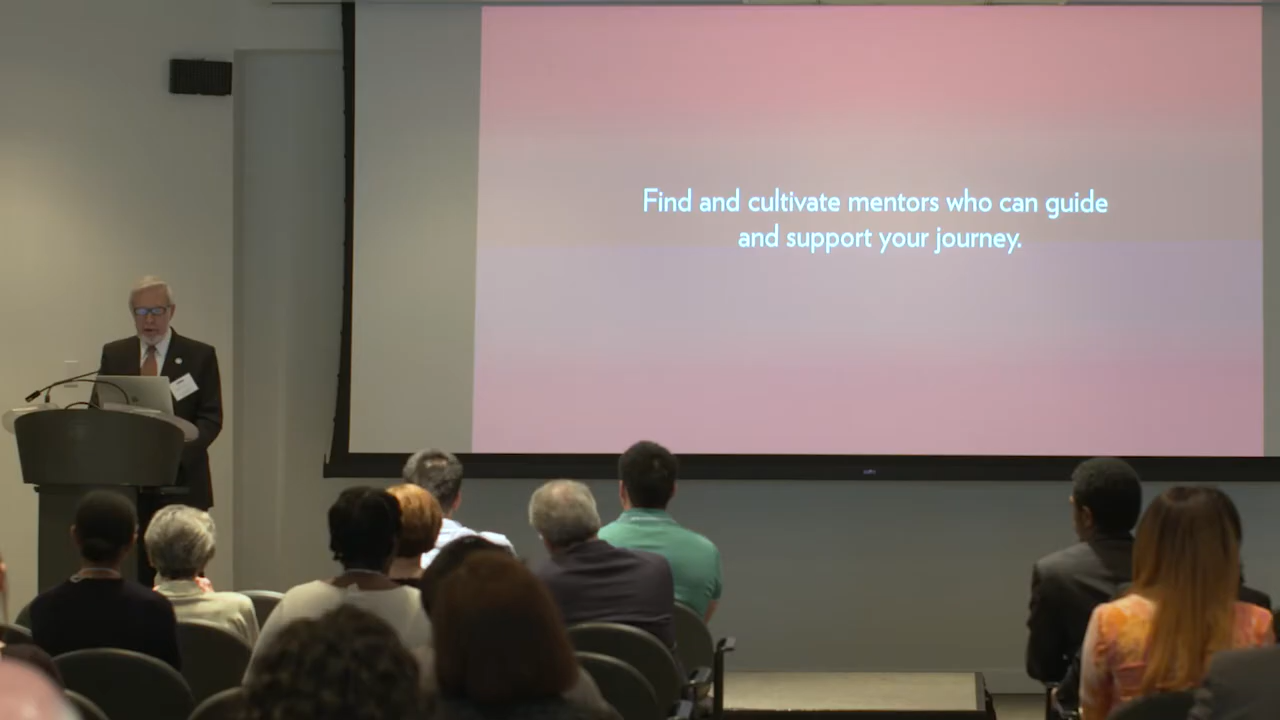 Find and cultivate mentors who can guide
and support your journey.